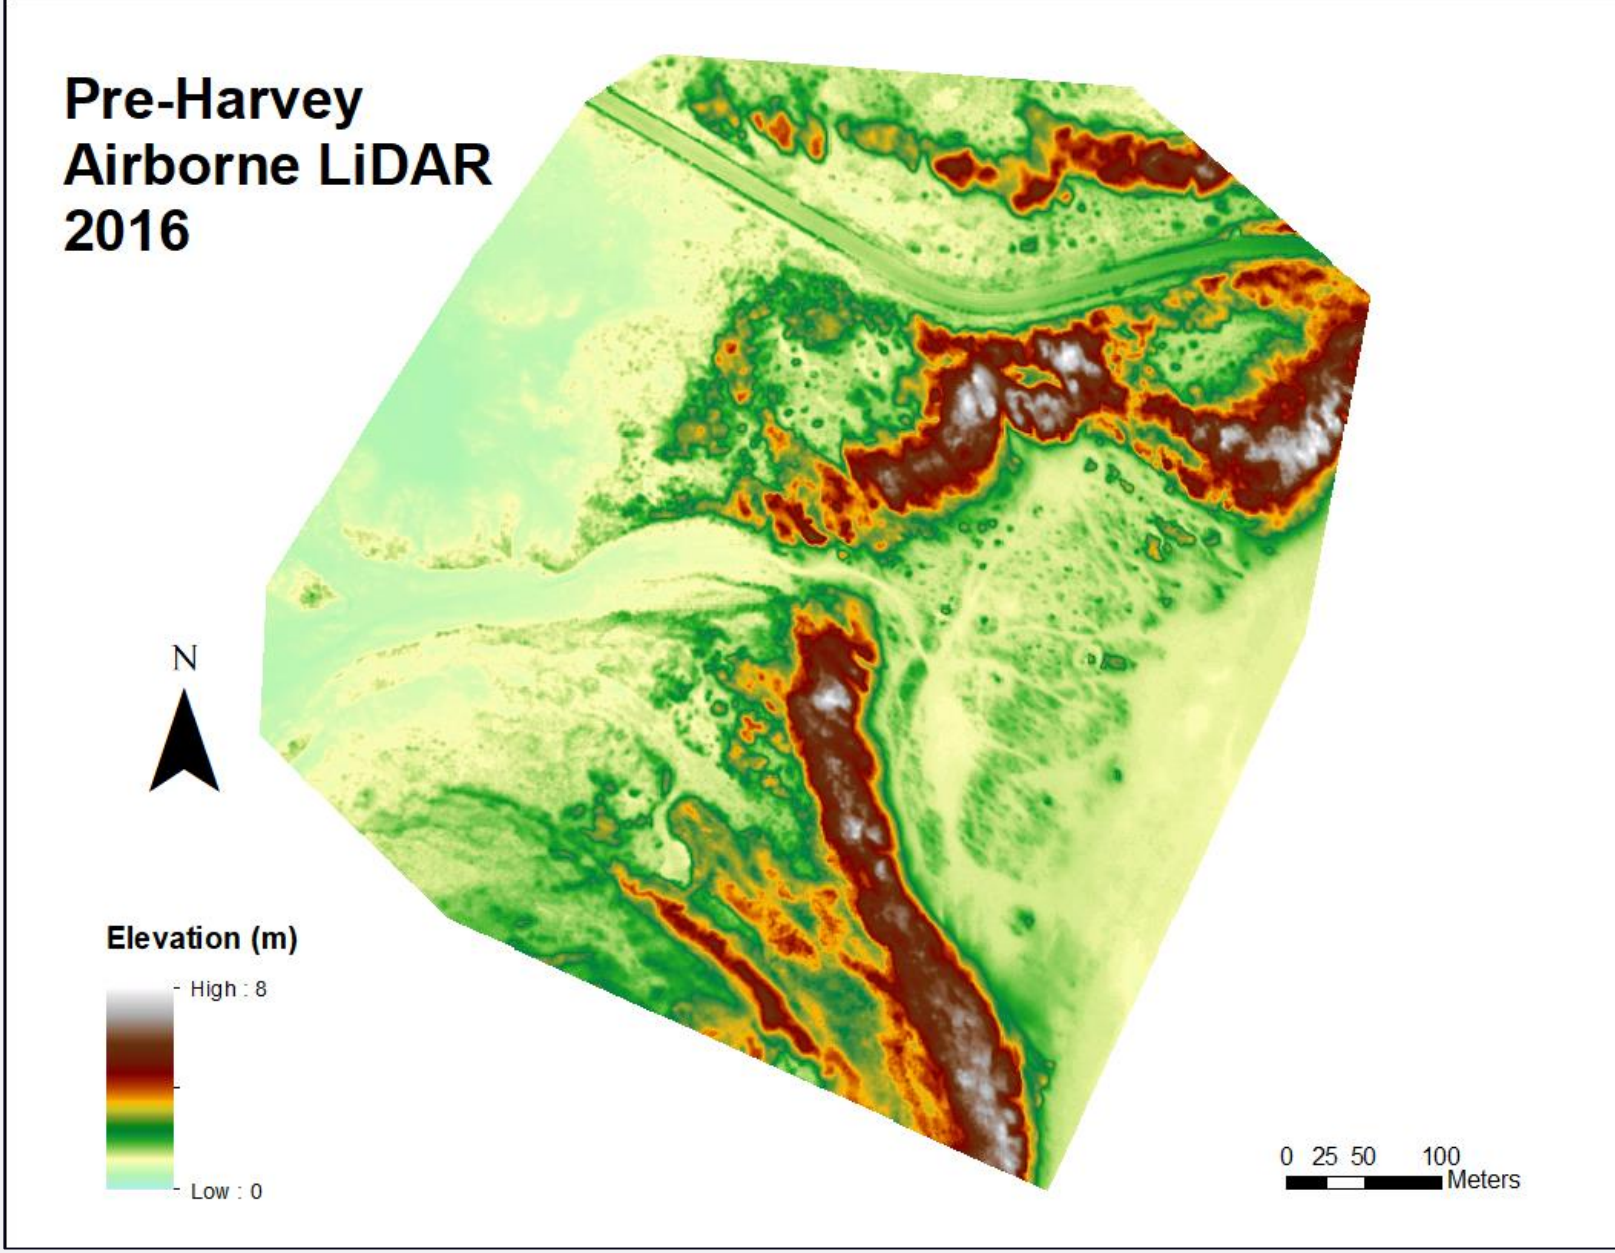 Pre-Harvey
Airborne LiDAR
2016
N
Elevation (m)
High : 8
Low : 0
0 25 50 100
Meters